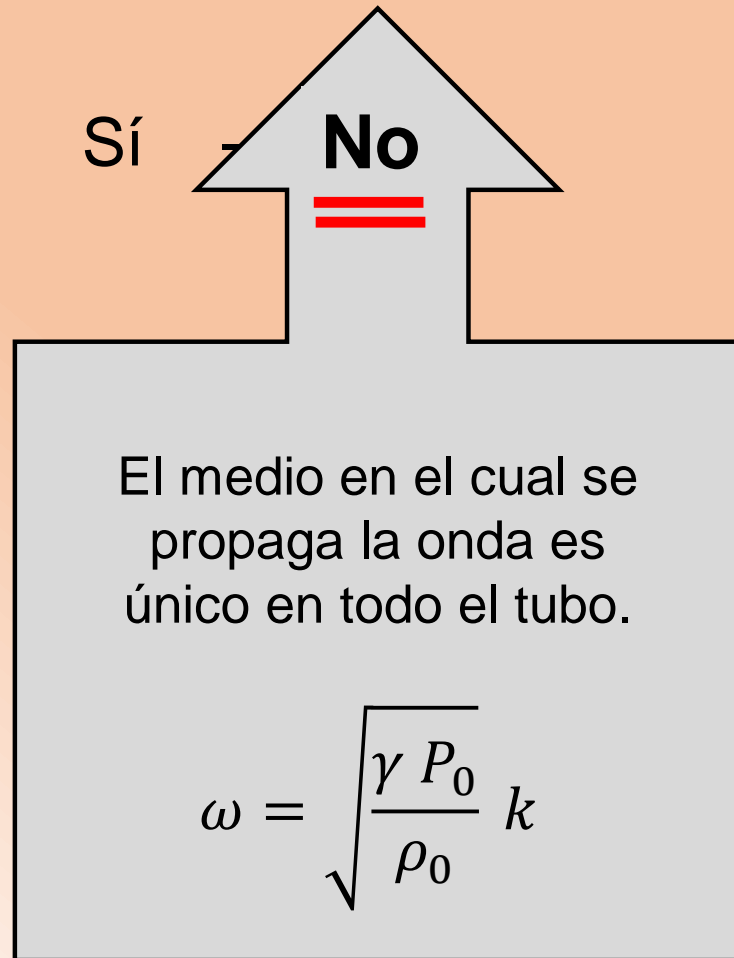 Sí - No
El medio en el cual se
propaga la onda es
único en todo el tubo.
ω = √(γ P₀ / ρ₀) k